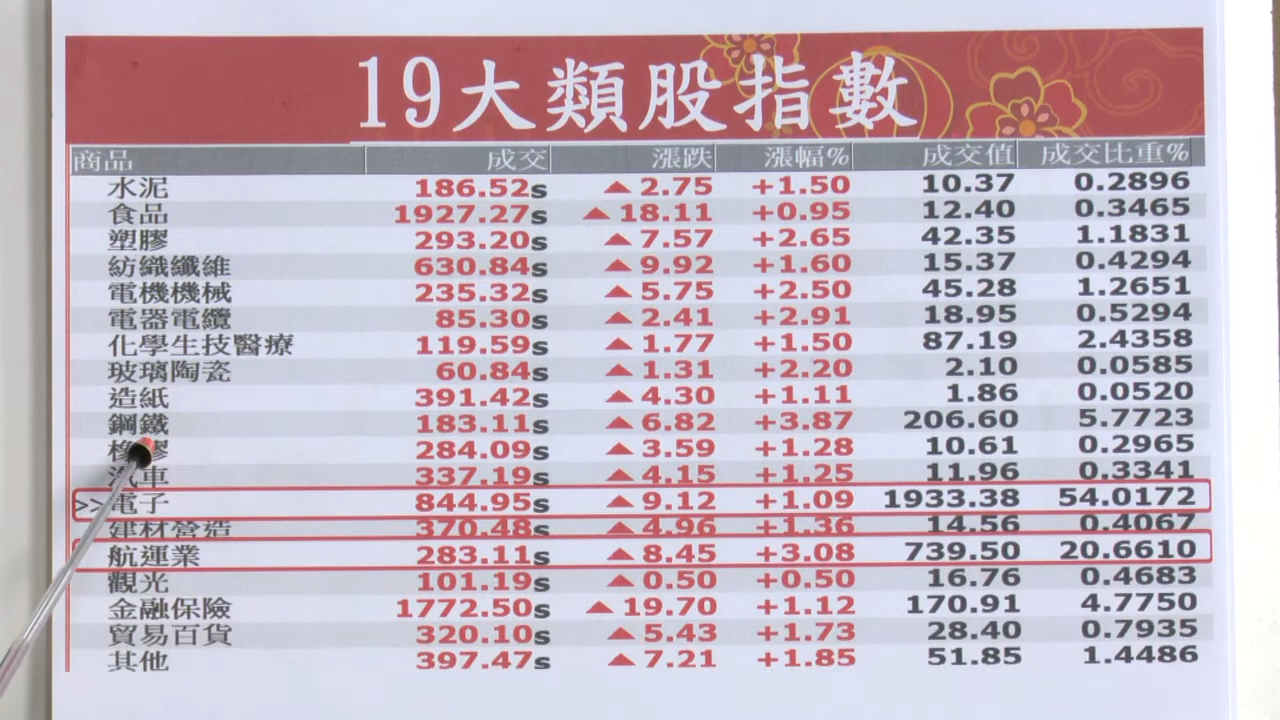 19大類股指數
商品 成交 漲跌 漲幅% 成交值 成交比重%
水泥 186.52s ▲2.75 +1.50 10.37 0.2896
食品 1927.27s ▲18.11 +0.95 12.40 0.3465
塑膠 293.20s ▲7.57 +2.65 42.35 1.1831
紡織纖維 630.84s ▲9.92 +1.60 15.37 0.4294
電機機械 235.32s ▲5.75 +2.50 45.28 1.2651
電器電纜 85.30s ▲2.41 +2.91 18.95 0.5294
化學生技醫療 119.59s ▲1.77 +1.50 87.19 2.4358
玻璃陶瓷 60.84s ▲1.31 +2.20 2.10 0.0585
造紙 391.42s ▲4.30 +1.11 1.86 0.0520
鋼鐵 183.11s ▲6.82 +3.87 206.60 5.7723
橡膠 284.09s ▲3.59 +1.28 10.61 0.2965
汽車 337.19s ▲4.15 +1.25 11.96 0.3341
>>電子 844.95s ▲9.12 +1.09 1933.38 54.0172
建材營造 370.48s ▲4.96 +1.36 14.56 0.4067
航運業 283.11s ▲8.45 +3.08 739.50 20.6610
觀光 101.19s ▲0.50 +0.50 16.76 0.4683
金融保險 1772.50s ▲19.70 +1.12 170.91 4.7750
貿易百貨 320.10s ▲5.43 +1.73 28.40 0.7935
其他 397.47s ▲7.21 +1.85 51.85 1.4486